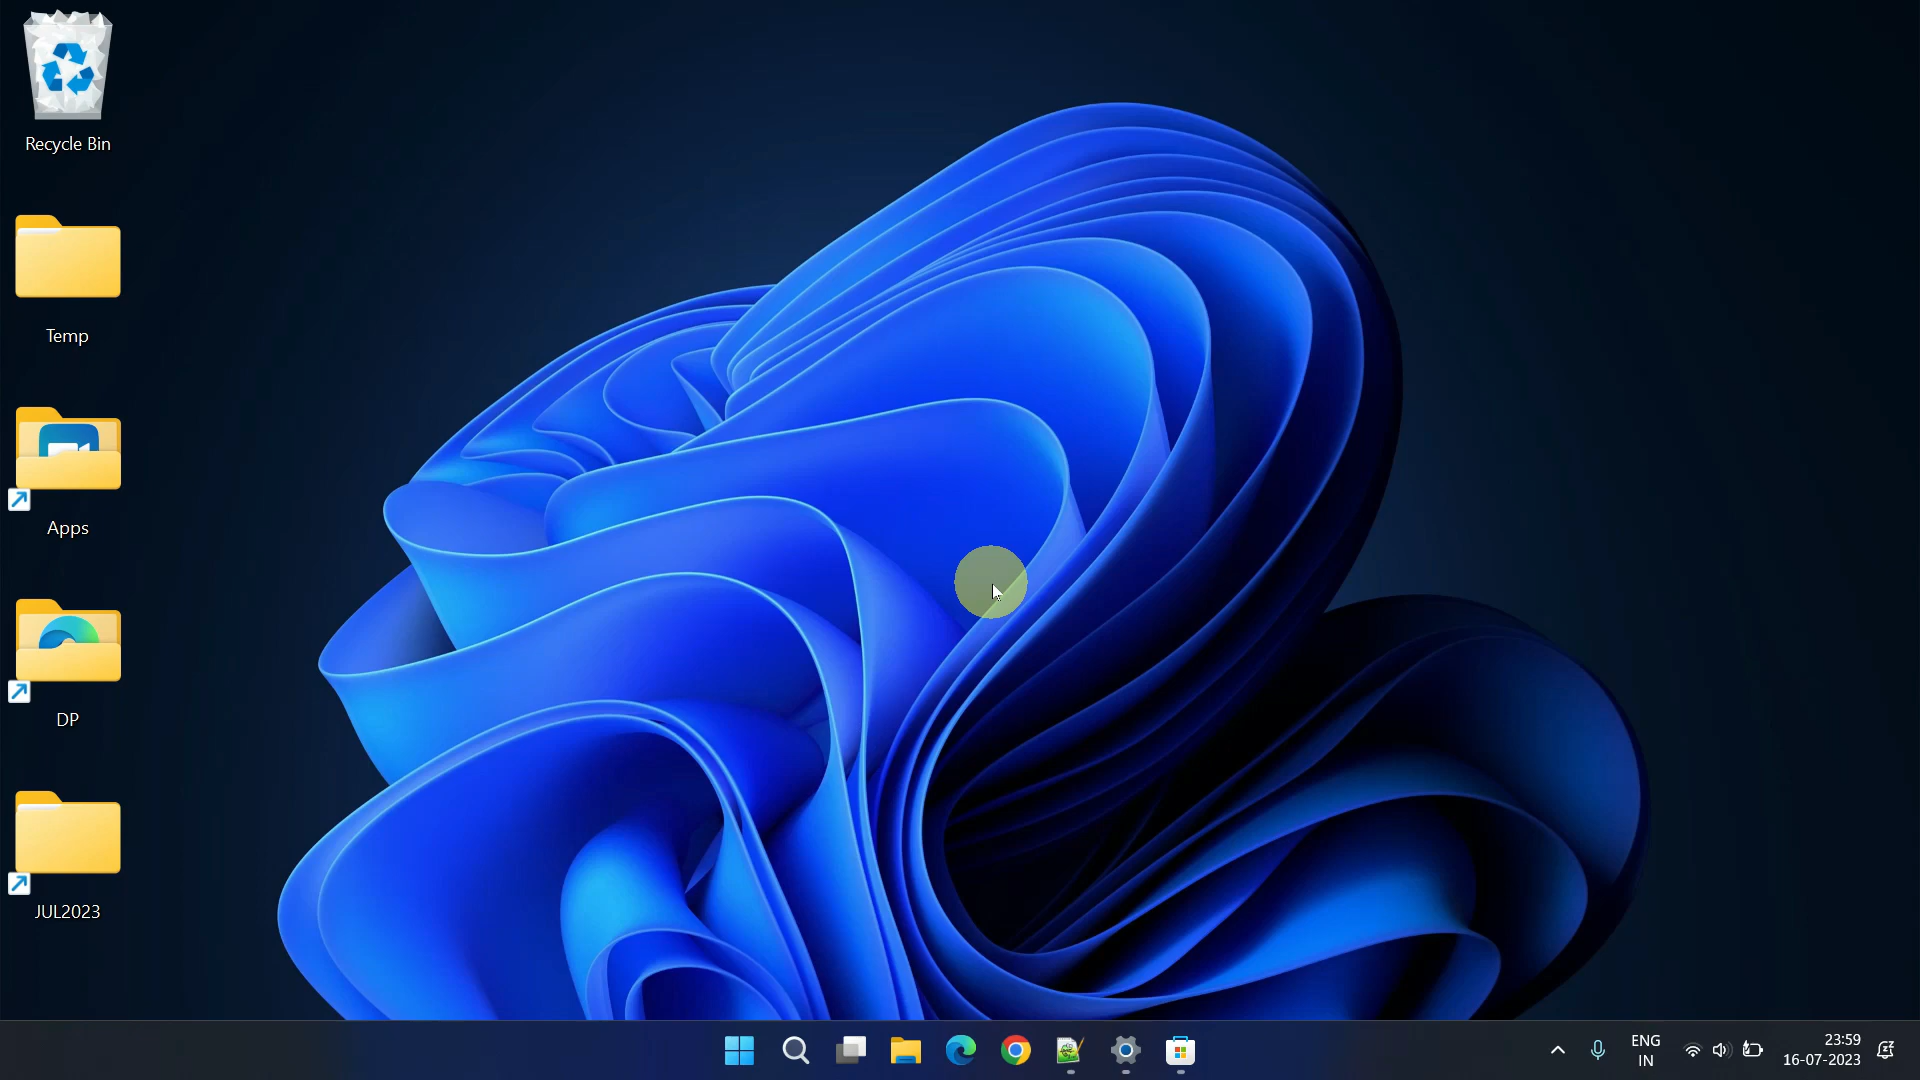 Recycle Bin
Temp
Apps
DP
JUL2023
ENG
IN
23:59
16-07-2023